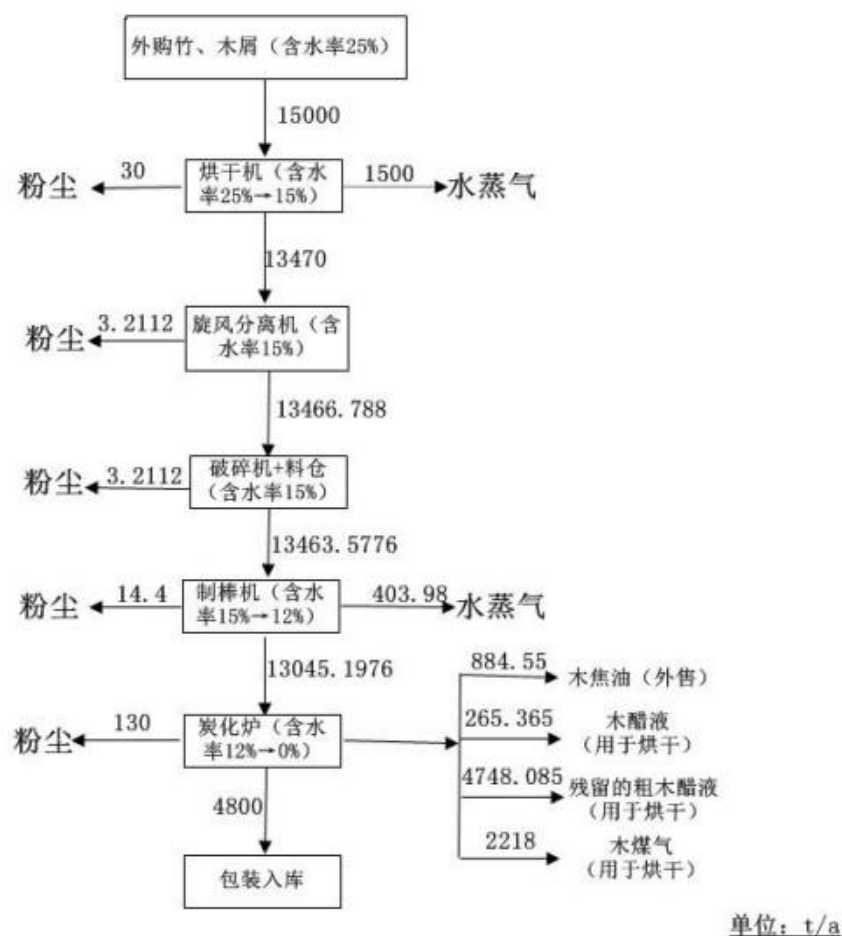 外购竹、木屑（含水率25%）
15000
粉尘
30
烘干机（含水
率25%→15%）
1500
水蒸气
13470
粉尘
3.2112
旋风分离机（含
水率15%）
13466.788
粉尘
3.2112
破碎机+料仓
（含水率15%）
13463.5776
粉尘
14.4
制棒机（含水
率15%→12%）
403.98
水蒸气
13045.1976
884.55
木焦油（外售）
粉尘
130
炭化炉（含水
率12%→0%）
265.365
木醋液
（用于烘干）
4748.085
残留的粗木醋液
（用于烘干）
4800
2218
木煤气
（用于烘干）
包装入库
单位：t/a